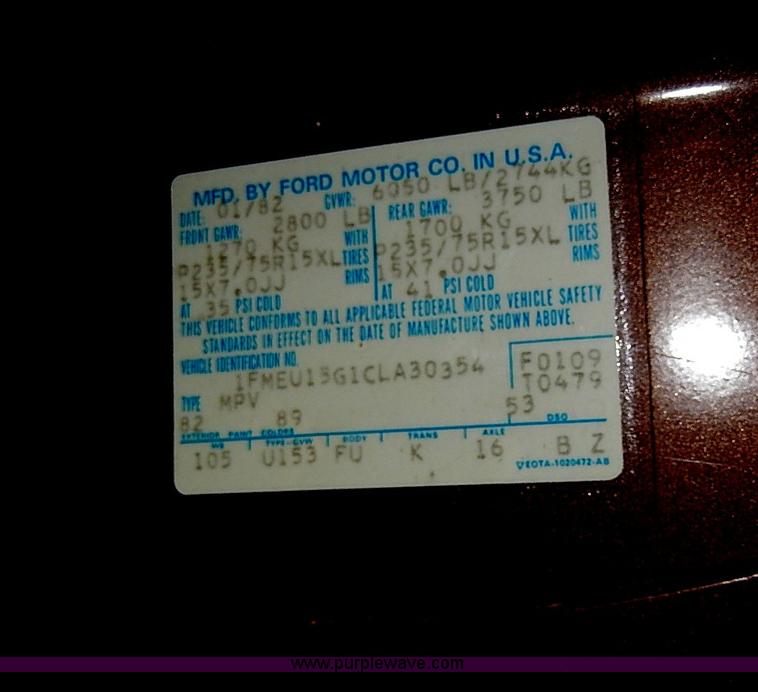 MFD. BY FORD MOTOR CO. IN U.S.A.
DATE: 01/82 GVWR: 6050 LB/2744KG
FRONT GAWR: 2800 LB REAR GAWR: 3750 LB
1270 KG WITH 1700 KG WITH
P235/75R15XL TIRES P235/75R15XL TIRES
15X7.0JJ RIMS 15X7.0JJ RIMS
AT 35 PSI COLD AT 41 PSI COLD
THIS VEHICLE CONFORMS TO ALL APPLICABLE FEDERAL MOTOR VEHICLE SAFETY
STANDARDS IN EFFECT ON THE DATE OF MANUFACTURE SHOWN ABOVE.
VEHICLE IDENTIFICATION NO.
1FMEU15G1CLA30354 F0109
TYPE MPV T0479
82 89 53
EXTERIOR PAINT COLORS DSO
WB TYPE-GVW BODY TRANS AXLE
105 U153 FU K 16 B Z
EOTA-1020472-AB
www.purplewave.com